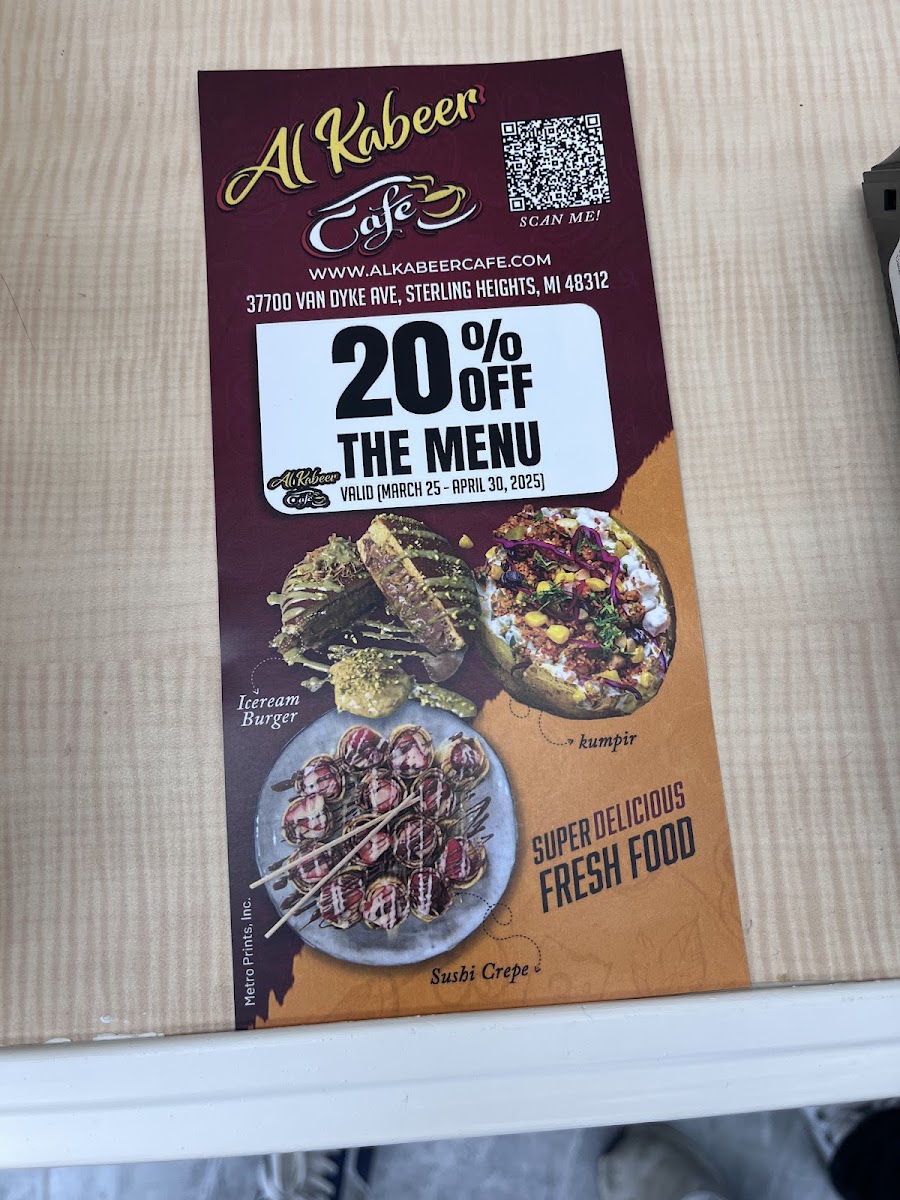 Al Kabeer
Café
SCAN ME!
WWW.ALKABEERCAFE.COM
37700 VAN DYKE AVE, STERLING HEIGHTS, MI 48312
20% OFF
THE MENU
Al Kabeer
Café
VALID (MARCH 25 - APRIL 30, 2025)
Iceream
Burger
kumpir
SUPER DELICIOUS
FRESH FOOD
Sushi Crepe
Metro Prints, Inc.